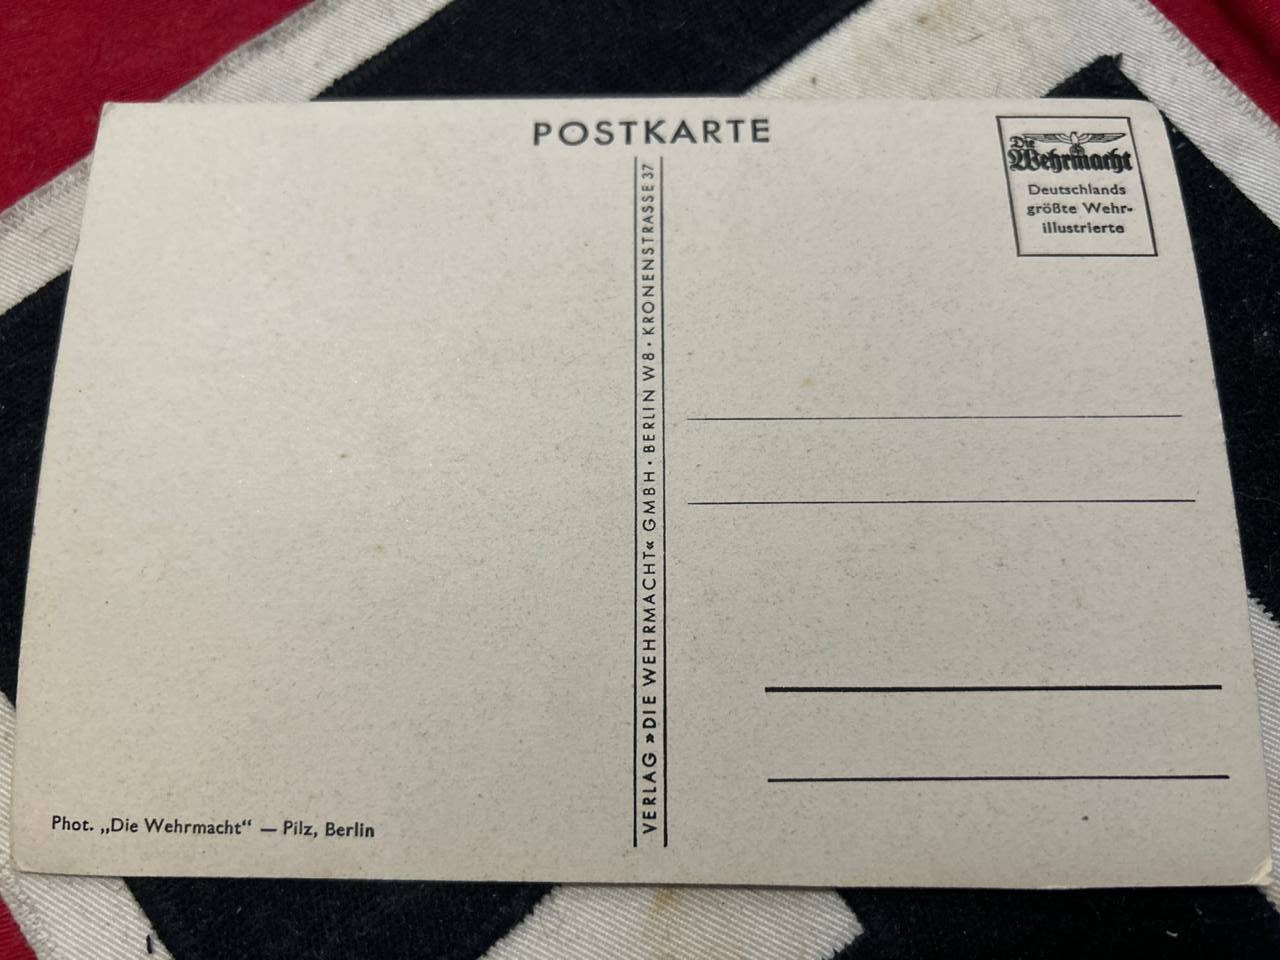 POSTKARTE
Die
Wehrmacht
Deutschlands
größte Wehr-
illustrierte
VERLAG »DIE WEHRMACHT« GMBH · BERLIN W 8 · KRONENSTRASSE 37
Phot. „Die Wehrmacht“ — Pilz, Berlin